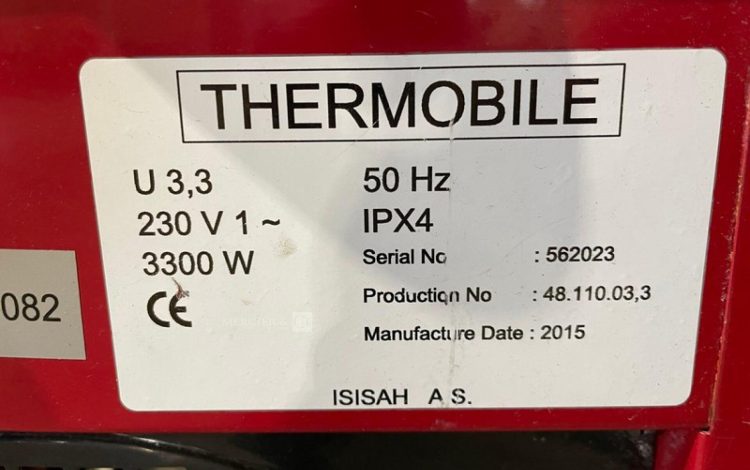 THERMOBILE
U 3,3 50 Hz
230 V 1 ~ IPX4
3300 W Serial No : 562023
CE Production No : 48.110.03,3
Manufacture Date : 2015
ISISAH A S.
082